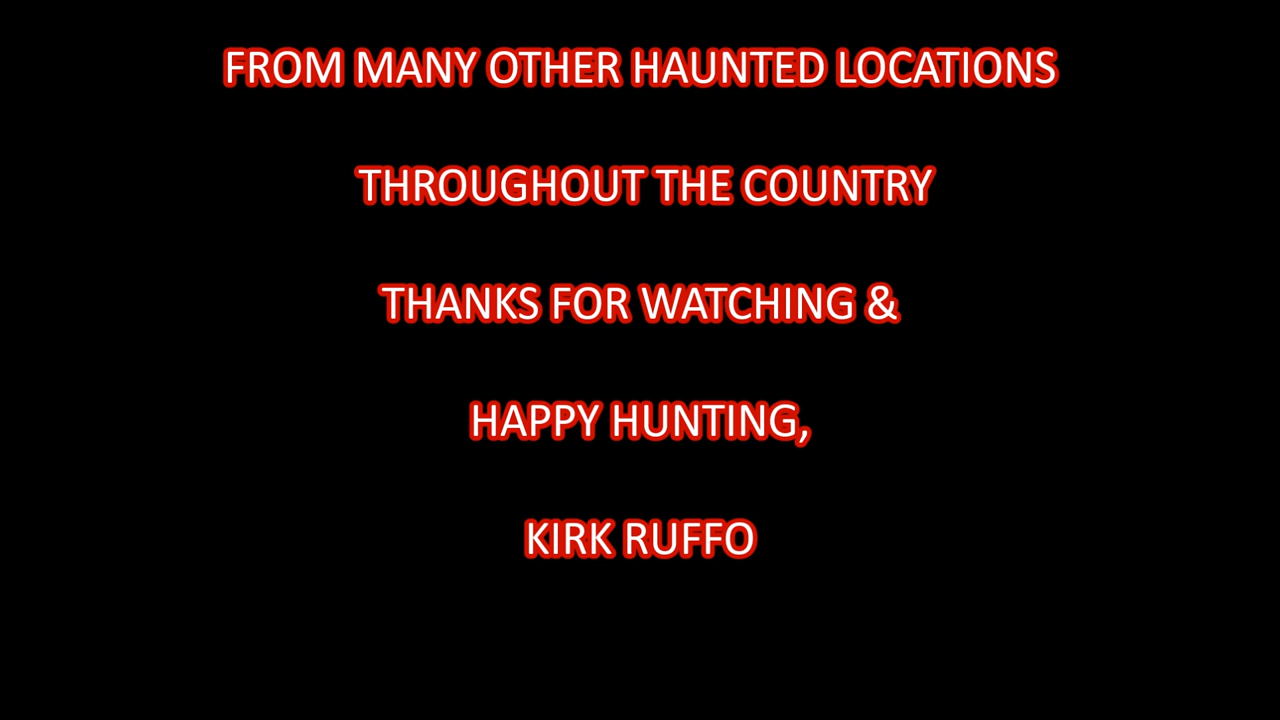 FROM MANY OTHER HAUNTED LOCATIONS
THROUGHOUT THE COUNTRY
THANKS FOR WATCHING &
HAPPY HUNTING,
KIRK RUFFO